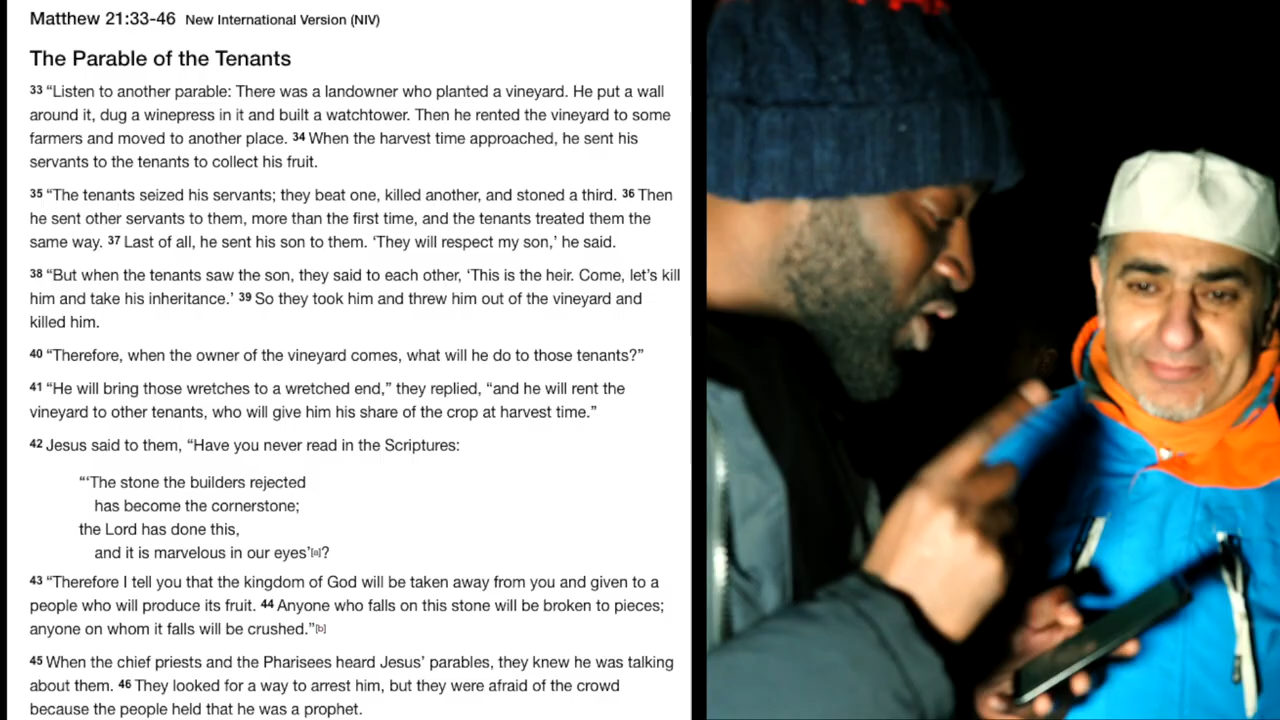 Matthew 21:33-46 New International Version (NIV)
The Parable of the Tenants
33 “Listen to another parable: There was a landowner who planted a vineyard. He put a wall
around it, dug a winepress in it and built a watchtower. Then he rented the vineyard to some
farmers and moved to another place. 34 When the harvest time approached, he sent his
servants to the tenants to collect his fruit.
35 “The tenants seized his servants; they beat one, killed another, and stoned a third. 36 Then
he sent other servants to them, more than the first time, and the tenants treated them the
same way. 37 Last of all, he sent his son to them. ‘They will respect my son,’ he said.
38 “But when the tenants saw the son, they said to each other, ‘This is the heir. Come, let’s kill
him and take his inheritance.’ 39 So they took him and threw him out of the vineyard and
killed him.
40 “Therefore, when the owner of the vineyard comes, what will he do to those tenants?”
41 “He will bring those wretches to a wretched end,” they replied, “and he will rent the
vineyard to other tenants, who will give him his share of the crop at harvest time.”
42 Jesus said to them, “Have you never read in the Scriptures:
“‘The stone the builders rejected
has become the cornerstone;
the Lord has done this,
and it is marvelous in our eyes’[a]?
43 “Therefore I tell you that the kingdom of God will be taken away from you and given to a
people who will produce its fruit. 44 Anyone who falls on this stone will be broken to pieces;
anyone on whom it falls will be crushed.”[b]
45 When the chief priests and the Pharisees heard Jesus’ parables, they knew he was talking
about them. 46 They looked for a way to arrest him, but they were afraid of the crowd
because the people held that he was a prophet.